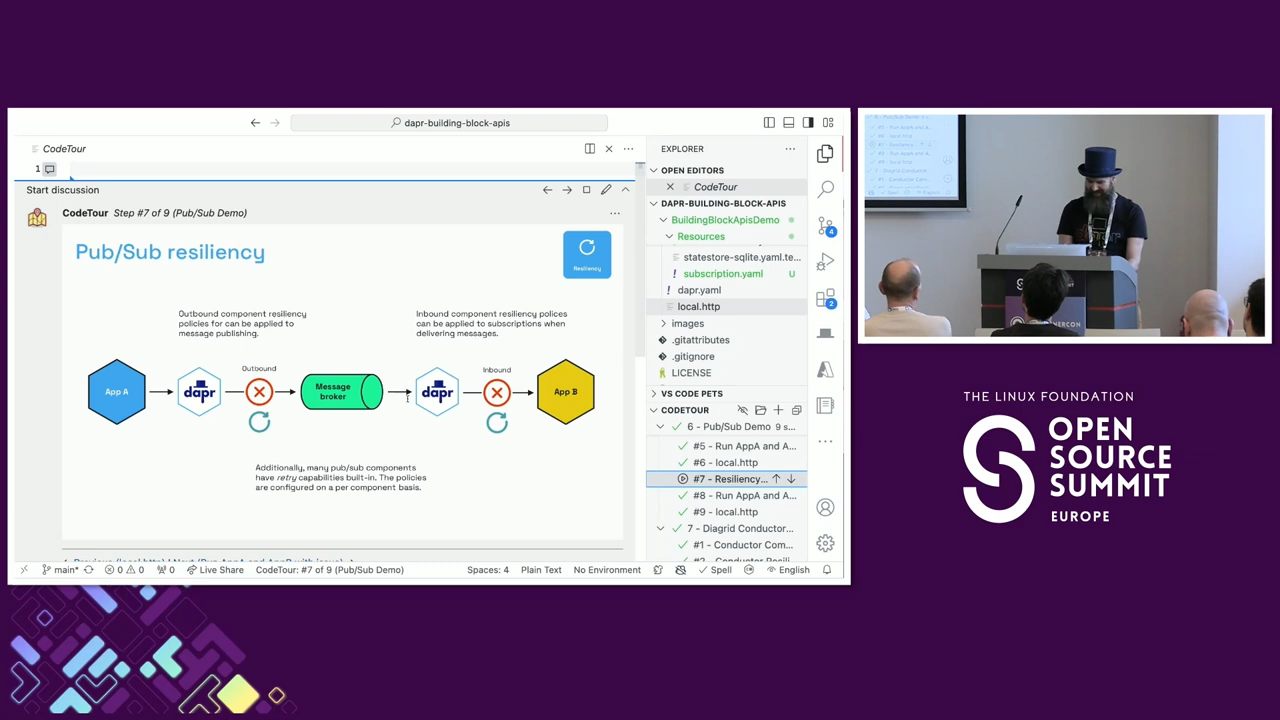 dapr-building-block-apis
CodeTour
1
Start discussion
CodeTour Step #7 of 9 (Pub/Sub Demo)
Pub/Sub resiliency
Resiliency
Outbound component resiliency
policies for can be applied to
message publishing.
Inbound component resiliency polices
can be applied to subscriptions when
delivering messages.
App A
dapr
Outbound
Message
broker
dapr
Inbound
App B
Additionally, many pub/sub components
have retry capabilities built-in. The policies
are configured on a per component basis.
EXPLORER
OPEN EDITORS
CodeTour
DAPR-BUILDING-BLOCK-APIS
BuildingBlockApisDemo
Resources
statestore-sqlite.yaml.te...
subscription.yaml U
dapr.yaml
local.http
images
.gitattributes
.gitignore
LICENSE
VS CODE PETS
CODETOUR
6 - Pub/Sub Demo 9 s...
#5 - Run AppA and A...
#6 - local.http
#7 - Resiliency...
#8 - Run AppA and A...
#9 - local.http
7 - Diagrid Conductor...
#1 - Conductor Com...
4
2
main*
0
0
0
Live Share
CodeTour: #7 of 9 (Pub/Sub Demo)
Spaces: 4
Plain Text
No Environment
Spell
English
THE LINUX FOUNDATION
OPEN
SOURCE
SUMMIT
EUROPE